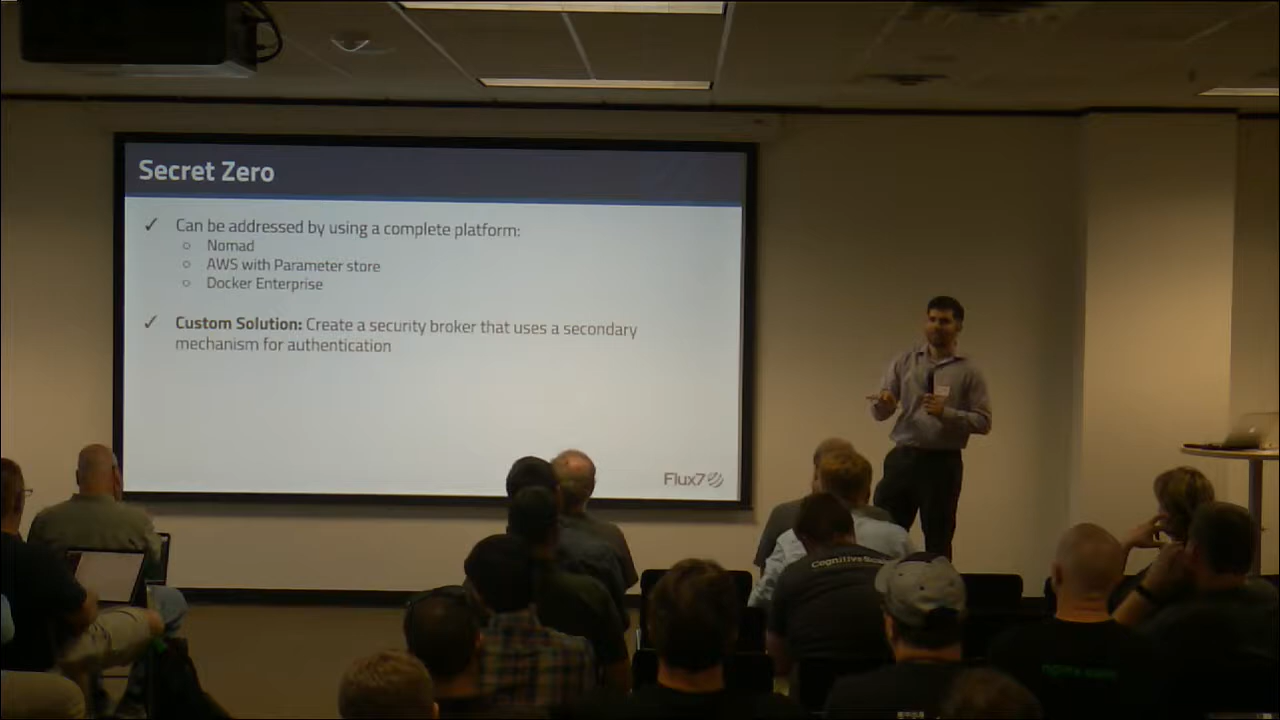 Secret Zero
✓ Can be addressed by using a complete platform:
○ Nomad
○ AWS with Parameter store
○ Docker Enterprise
✓ Custom Solution: Create a security broker that uses a secondary
mechanism for authentication
Flux7